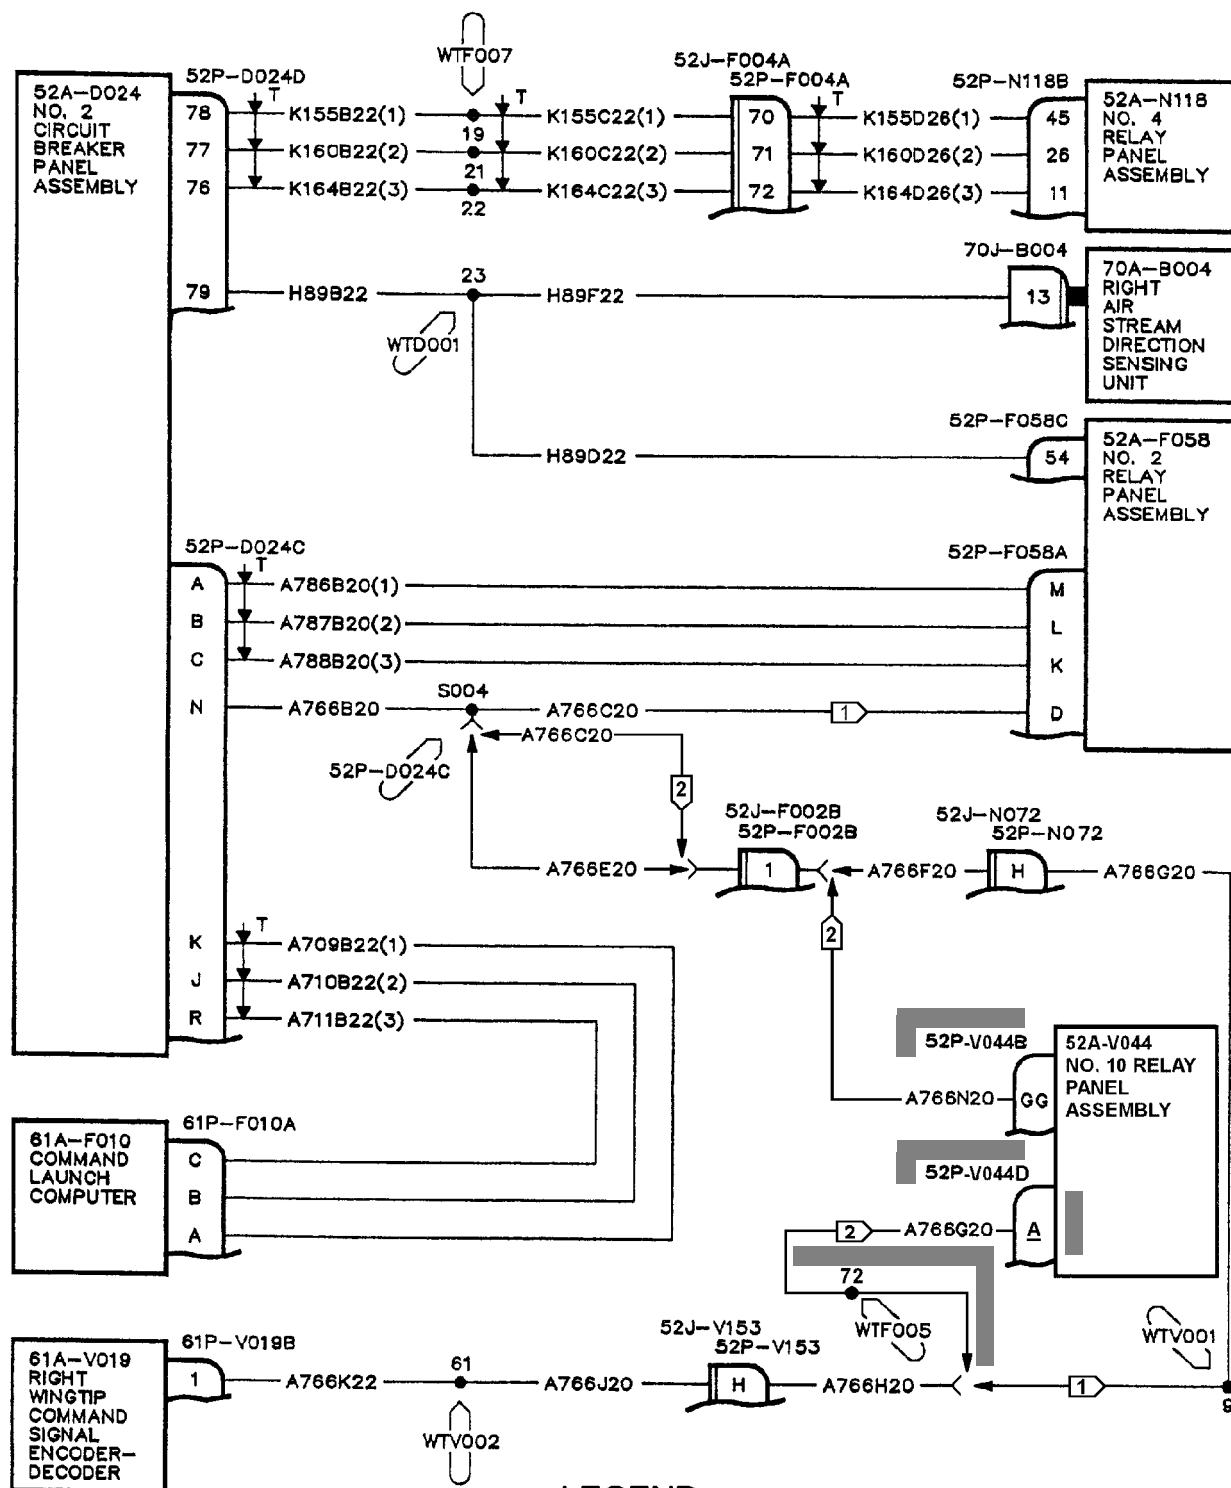 WTF007
52J-F004A
52P-D024D
52P-F004A
52P-N118B
52A-D024
NO. 2
CIRCUIT
BREAKER
PANEL
ASSEMBLY
78
T
K155B22(1)
19
T
K155C22(1)
70
T
K155D26(1)
45
77
K160B22(2)
21
K160C22(2)
71
K160D26(2)
26
76
K164B22(3)
22
K164C22(3)
72
K164D26(3)
11
52A-N118
NO. 4
RELAY
PANEL
ASSEMBLY
79
H89B22
23
H89F22
70J-B004
13
70A-B004
RIGHT
AIR
STREAM
DIRECTION
SENSING
UNIT
WTD001
H89D22
52P-F058C
54
52A-F058
NO. 2
RELAY
PANEL
ASSEMBLY
52P-D024C
52P-F058A
A
T
A786B20(1)
M
B
A787B20(2)
L
C
A788B20(3)
K
N
A766B20
S004
A766C20
1
D
A766C20
52P-D024C
2
52J-F002B
52P-F002B
52J-N072
52P-N072
A766E20
1
A766F20
H
A766G20
2
K
T
A709B22(1)
J
A710B22(2)
R
A711B22(3)
52P-V044B
52A-V044
NO. 10 RELAY
PANEL
ASSEMBLY
A766N20
GG
61P-F010A
61A-F010
COMMAND
LAUNCH
COMPUTER
C
B
A
52P-V044D
2
A766G20
A
72
WTF005
WTV001
61P-V019B
52J-V153
52P-V153
61A-V019
RIGHT
WINGTIP
COMMAND
SIGNAL
ENCODER-
DECODER
1
A766K22
61
A766J20
H
A766H20
1
9
WTV002
LEGEND